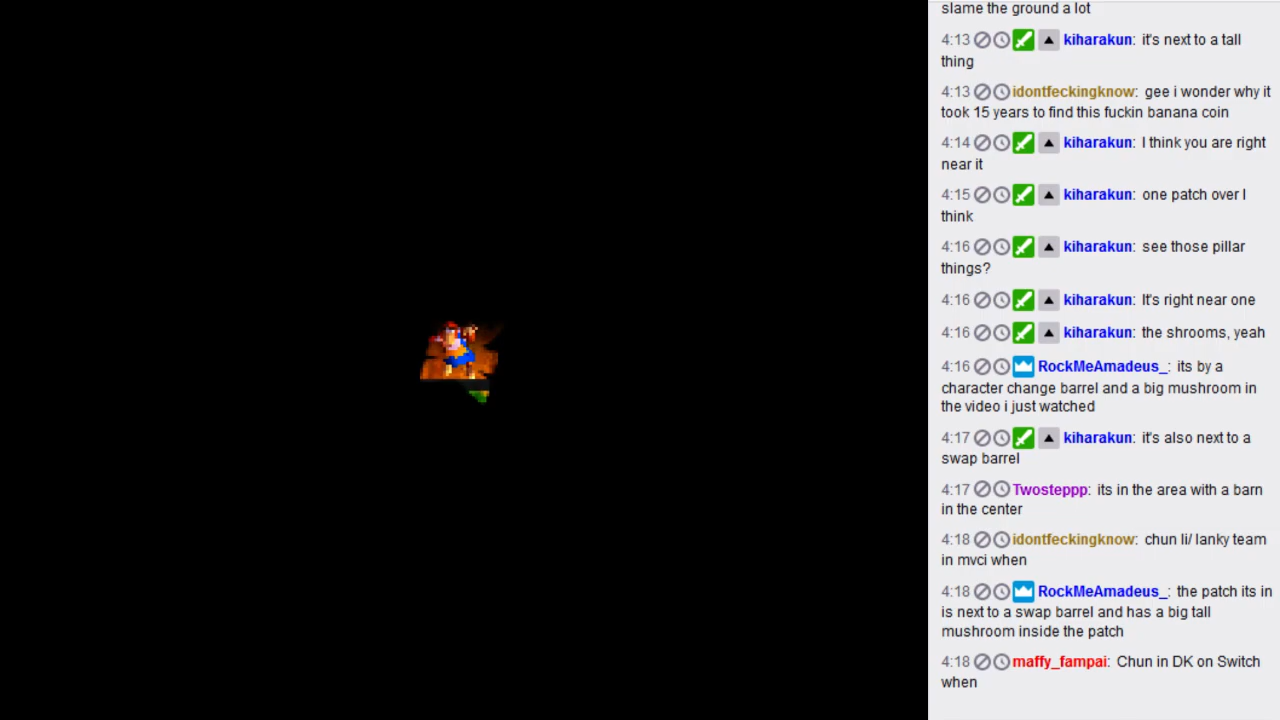 slame the ground a lot
4:13 kiharakun: it's next to a tall
thing
4:13 idontfeckingknow: gee i wonder why it
took 15 years to find this fuckin banana coin
4:14 kiharakun: I think you are right
near it
4:15 kiharakun: one patch over I
think
4:16 kiharakun: see those pillar
things?
4:16 kiharakun: It's right near one
4:16 kiharakun: the shrooms, yeah
4:16 RockMeAmadeus_: its by a
character change barrel and a big mushroom in
the video i just watched
4:17 kiharakun: it's also next to a
swap barrel
4:17 Twosteppp: its in the area with a barn
in the center
4:18 idontfeckingknow: chun li/ lanky team
in mvci when
4:18 RockMeAmadeus_: the patch its in
is next to a swap barrel and has a big tall
mushroom inside the patch
4:18 maffy_fampai: Chun in DK on Switch
when